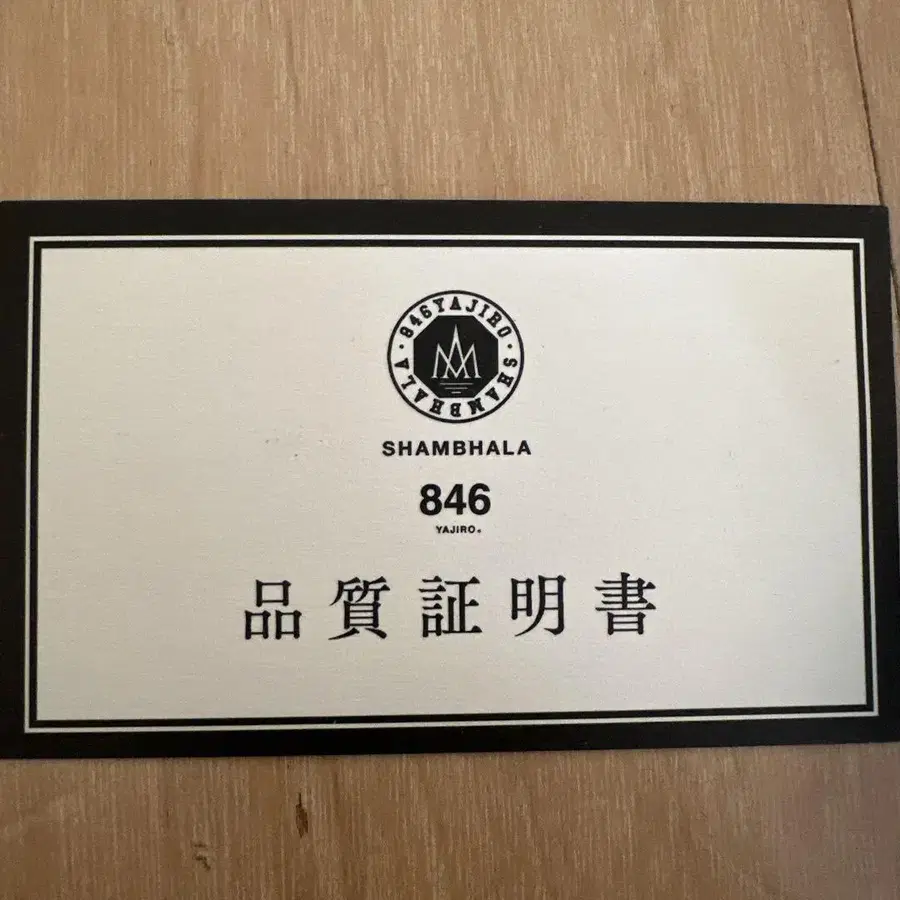 846YAJIRO · SHAMBHALA ·
SHAMBHALA
846
YAJIRO.
品質証明書